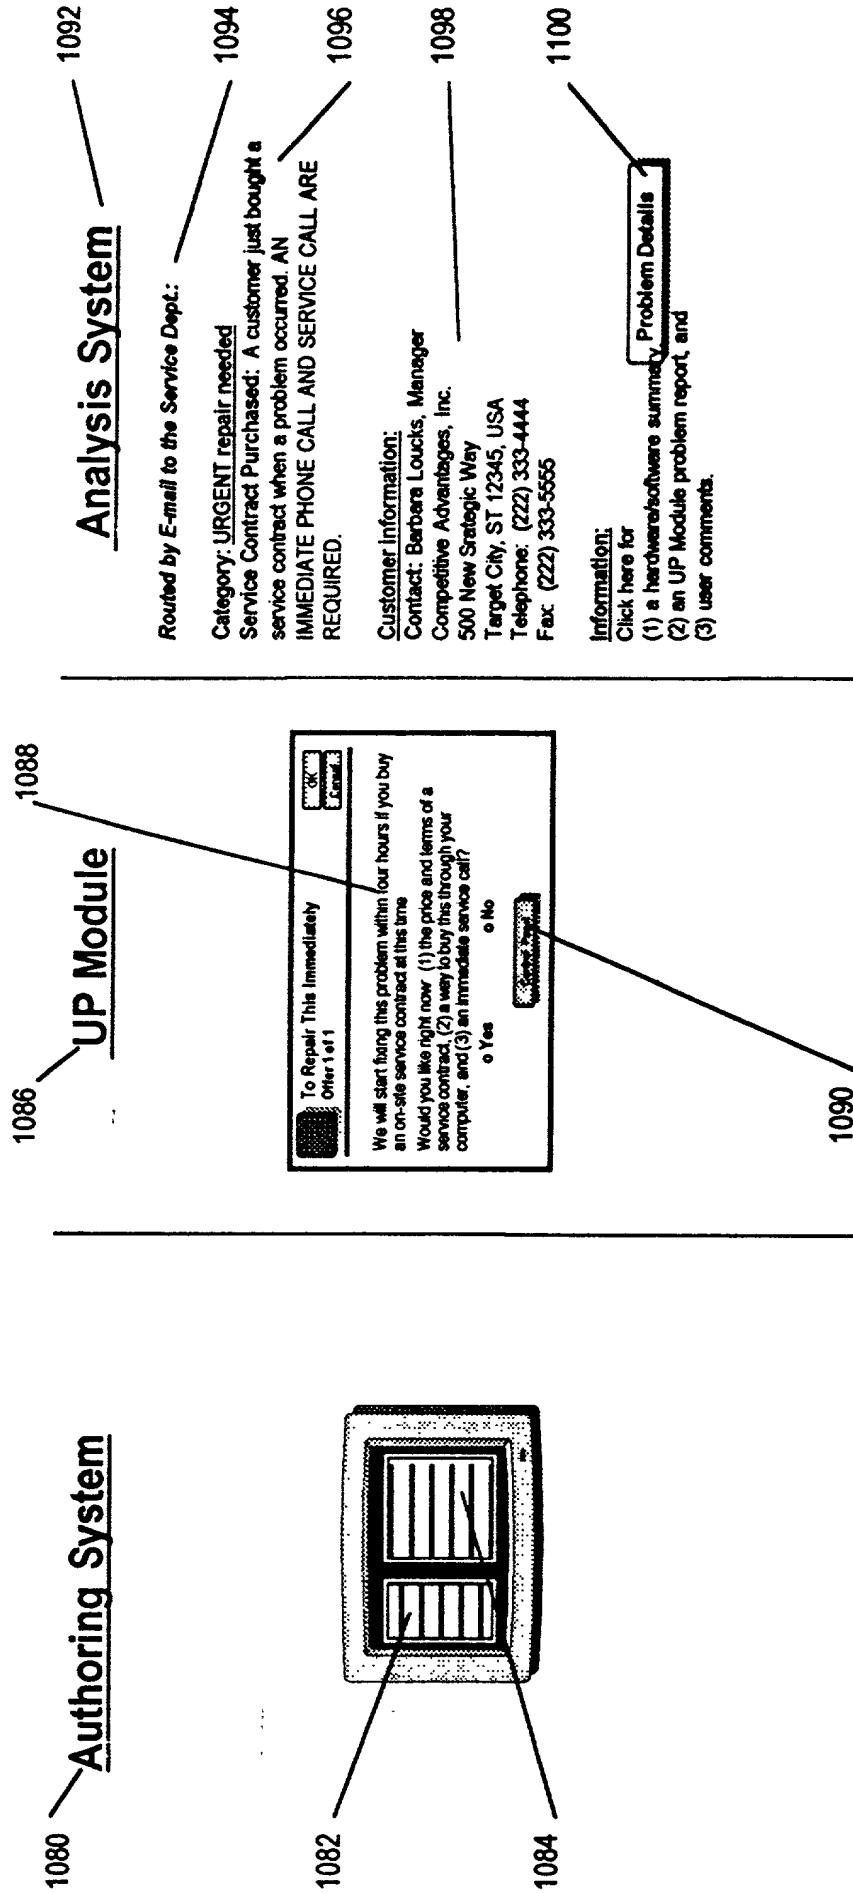 1080
Authoring System
1082
1084
1086
UP Module
1088
To Repair This Immediately
Offer 1 of 1
OK
Cancel
We will start fixing this problem within four hours if you buy
an on-site service contract at this time
Would you like right now (1) the price and terms of a
service contract, (2) a way to buy this through your
computer, and (3) an immediate service call?
o Yes
o No
1090
1092
Analysis System
1094
Routed by E-mail to the Service Dept.:
1096
Category: URGENT repair needed
Service Contract Purchased: A customer just bought a
service contract when a problem occurred. AN
IMMEDIATE PHONE CALL AND SERVICE CALL ARE
REQUIRED.
1098
Customer Information:
Contact: Barbara Loucks, Manager
Competitive Advantages, Inc.
500 New Srategic Way
Target City, ST 12345, USA
Telephone: (222) 333-4444
Fax: (222) 333-5555
1100
Information:
Click here for
Problem Details
(1) a hardware/software summary,
(2) an UP Module problem report, and
(3) user comments.